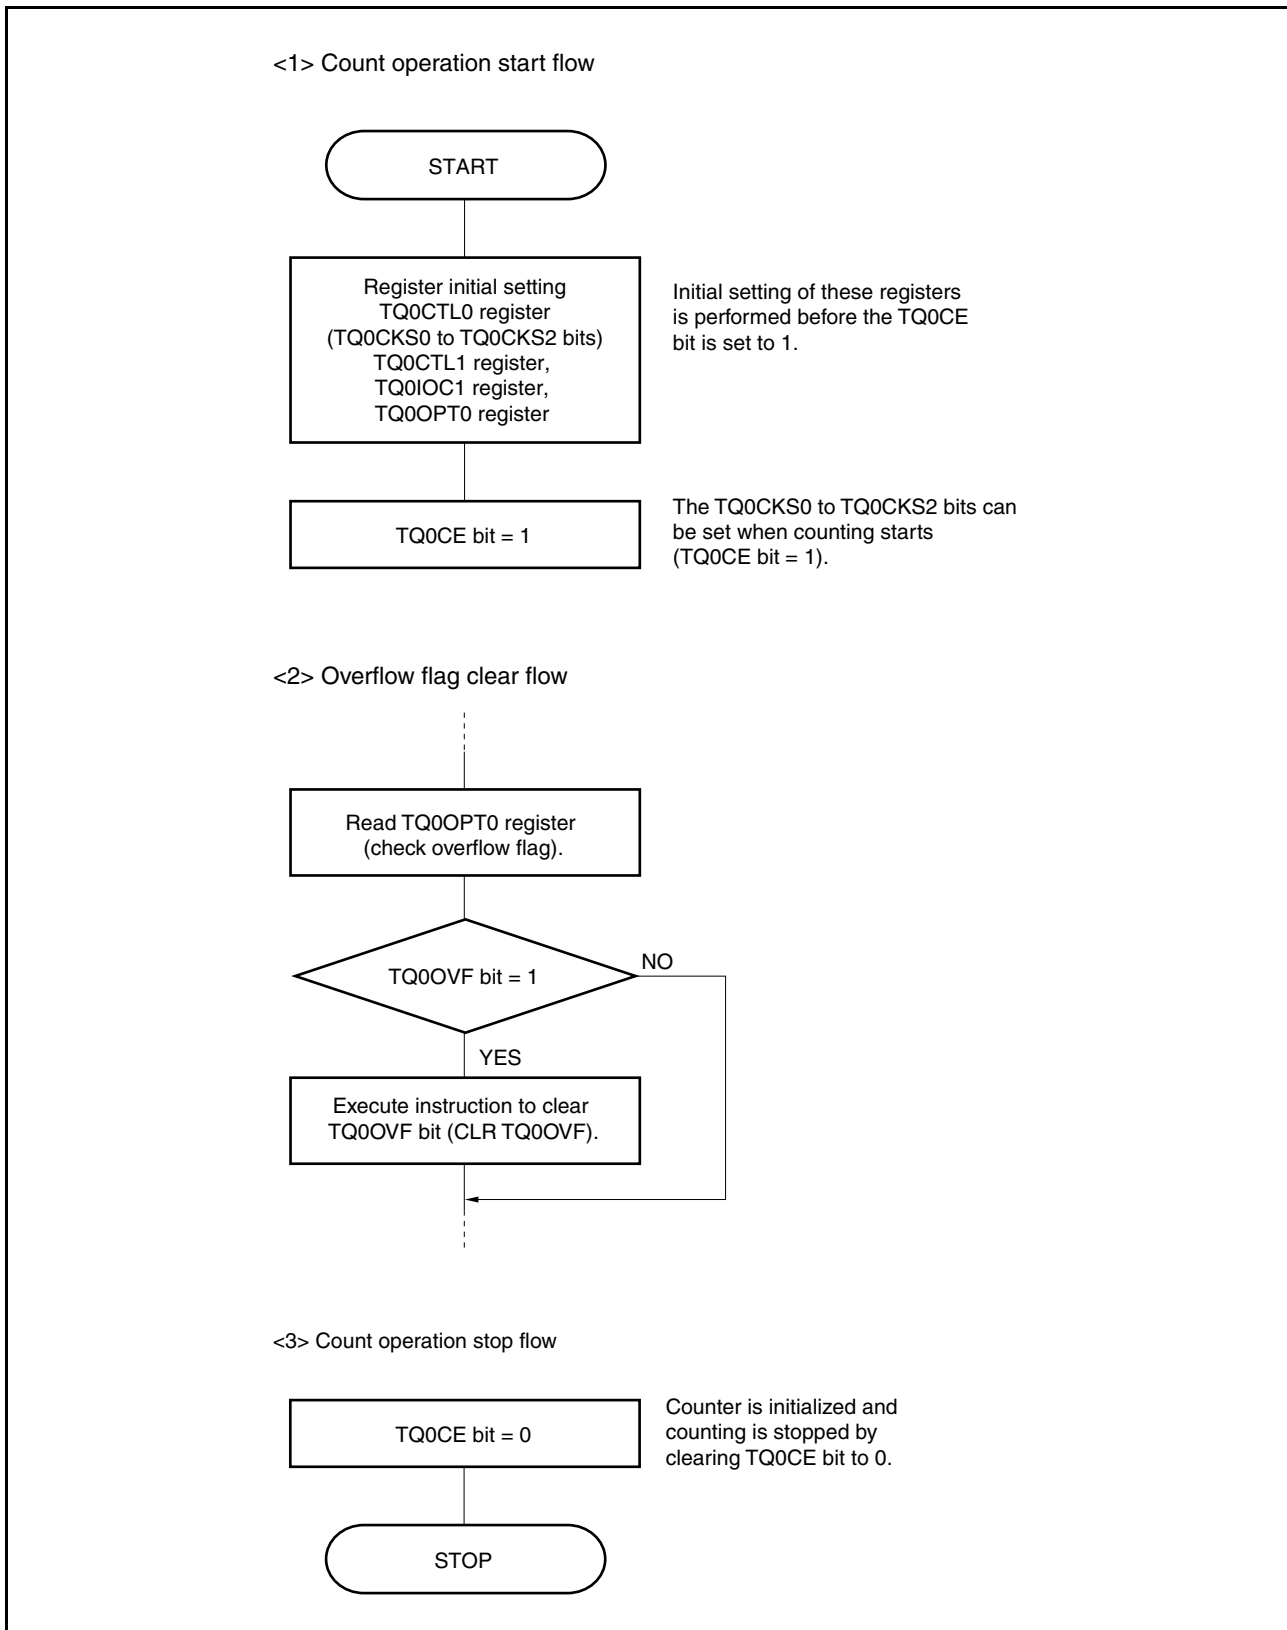 <1> Count operation start flow
START
Register initial setting
TQ0CTL0 register
(TQ0CKS0 to TQ0CKS2 bits)
TQ0CTL1 register,
TQ0IOC1 register,
TQ0OPT0 register
Initial setting of these registers
is performed before the TQ0CE
bit is set to 1.
TQ0CE bit = 1
The TQ0CKS0 to TQ0CKS2 bits can
be set when counting starts
(TQ0CE bit = 1).
<2> Overflow flag clear flow
Read TQ0OPT0 register
(check overflow flag).
TQ0OVF bit = 1
NO
YES
Execute instruction to clear
TQ0OVF bit (CLR TQ0OVF).
<3> Count operation stop flow
TQ0CE bit = 0
Counter is initialized and
counting is stopped by
clearing TQ0CE bit to 0.
STOP